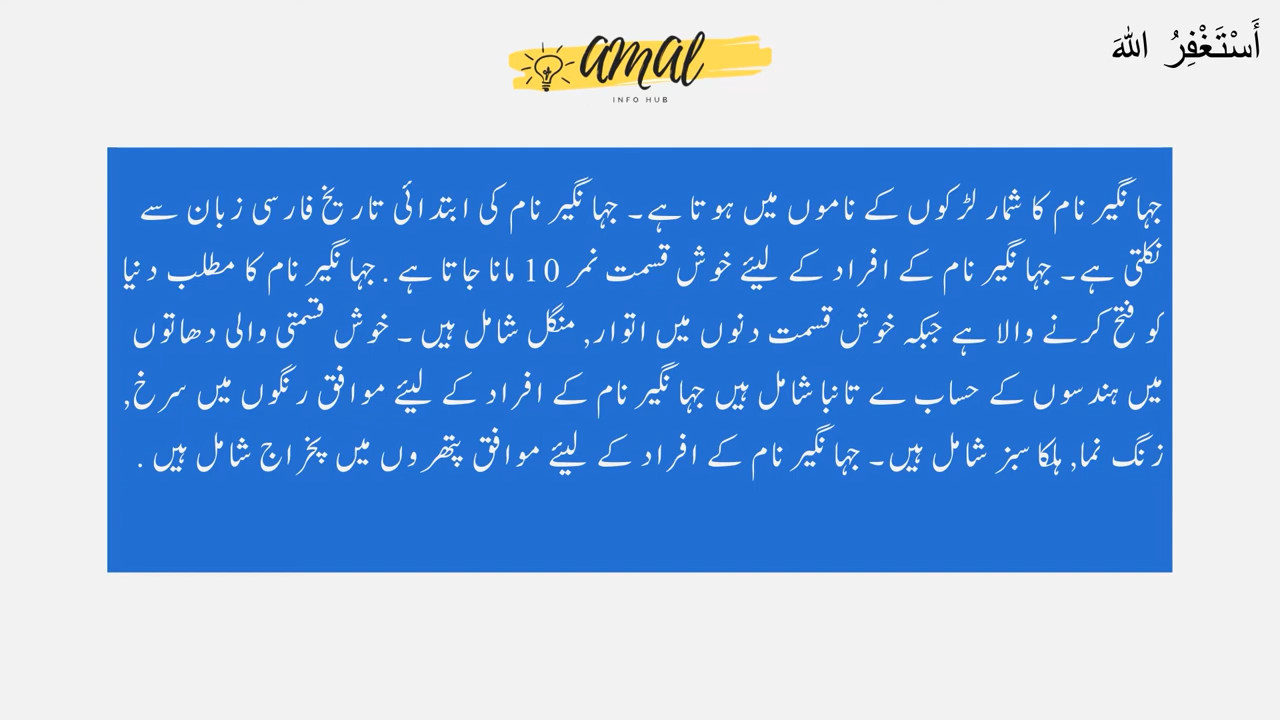 amal
INFO HUB
أَسْتَغْفِرُ اللهَ
جہانگیر نام کا شمار لڑکوں کے ناموں میں ہوتا ہے۔ جہانگیر نام کی ابتدائی تاریخ فارسی زبان سے
نکلتی ہے۔ جہانگیر نام کے افراد کے لیئے خوش قسمت نمر 10 مانا جاتا ہے . جہانگیر نام کا مطلب دنیا
کو فتح کرنے والا ہے جبکہ خوش قسمت دنوں میں اتوار, منگل شامل ہیں ۔ خوش قسمتی والی دھاتوں
میں ہندسوں کے حساب ے تانبا شامل ہیں جہانگیر نام کے افراد کے لیئے موافق رنگوں میں سرخ,
زنگ نما, ہلکا سبز شامل ہیں۔ جہانگیر نام کے افراد کے لیئے موافق پتھروں میں پخراج شامل ہیں .